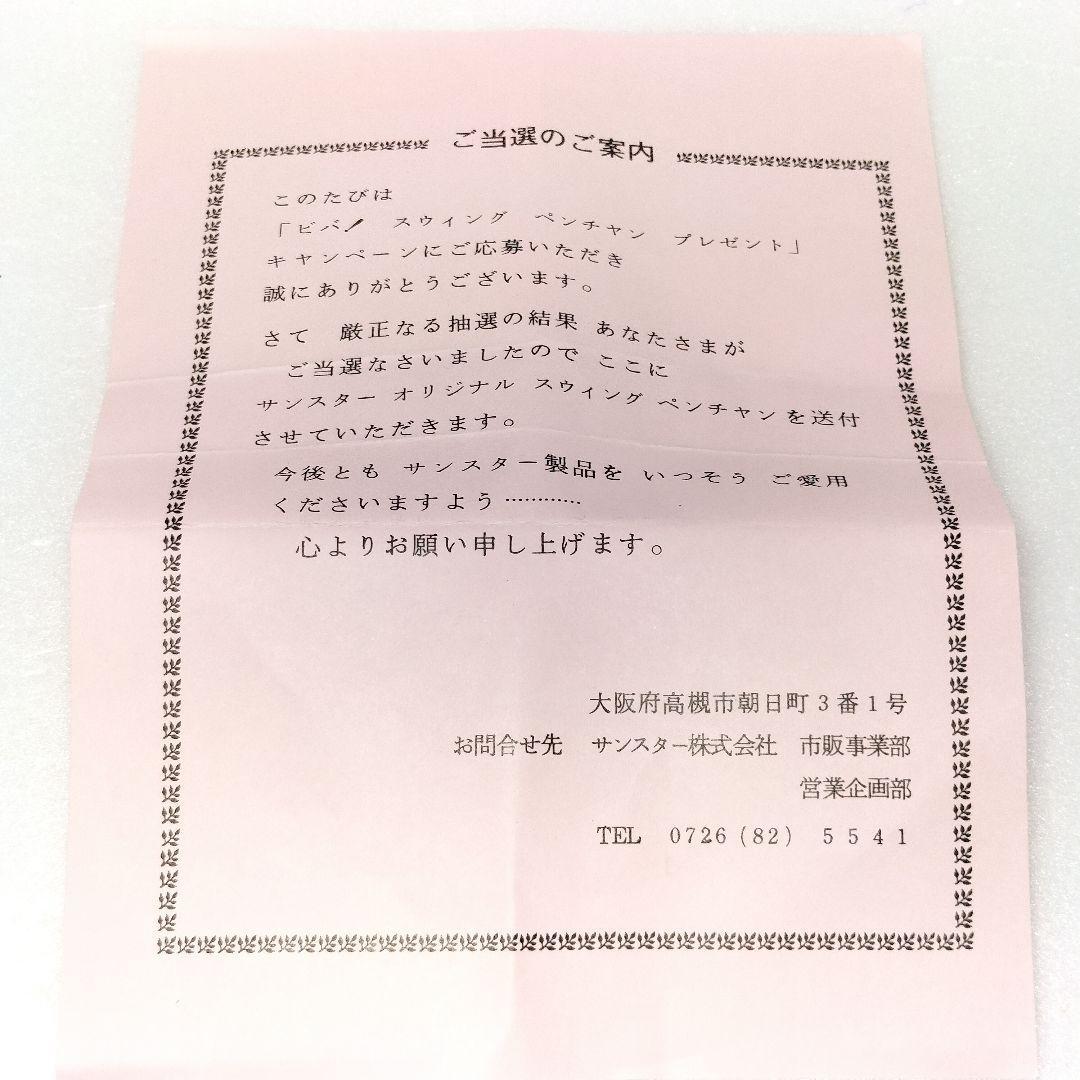 ご当選のご案内
このたびは
「ビバ! スウィング ペンチャン プレゼント」
キャンペーンにご応募いただき
誠にありがとうございます。
さて 厳正なる抽選の結果 あなたさまが
ご当選なさいましたので ここに
サンスター オリジナル スウイング ペンチャンを送付
させていただきます。
今後とも サンスター製品を いつそう ご愛用
くださいますよう…………
心よりお願い申し上げます。
大阪府高槻市朝日町3番1号
お問合せ先 サンスター株式会社 市販事業部
営業企画部
TEL 0726(82) 5541